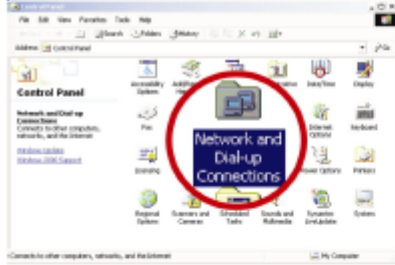 Control Panel
File Edit View Favorites Tools Help
Search Folders History
Address Control Panel
Control Panel
Network and Dial-up
Connections
Connects to other computers,
networks, and the Internet
Windows Update
Windows 2000 Support
Accessibility
Options
Date/Time
Display
Fax
Network and
Dial-up
Connections
Internet
Options
Keyboard
Licensing
Power Options
Printers
Regional
Options
Scanners and
Cameras
Scheduled
Tasks
Sounds and
Multimedia
Symantec
LiveUpdate
System
Connects to other computers, networks, and the Internet
My Computer